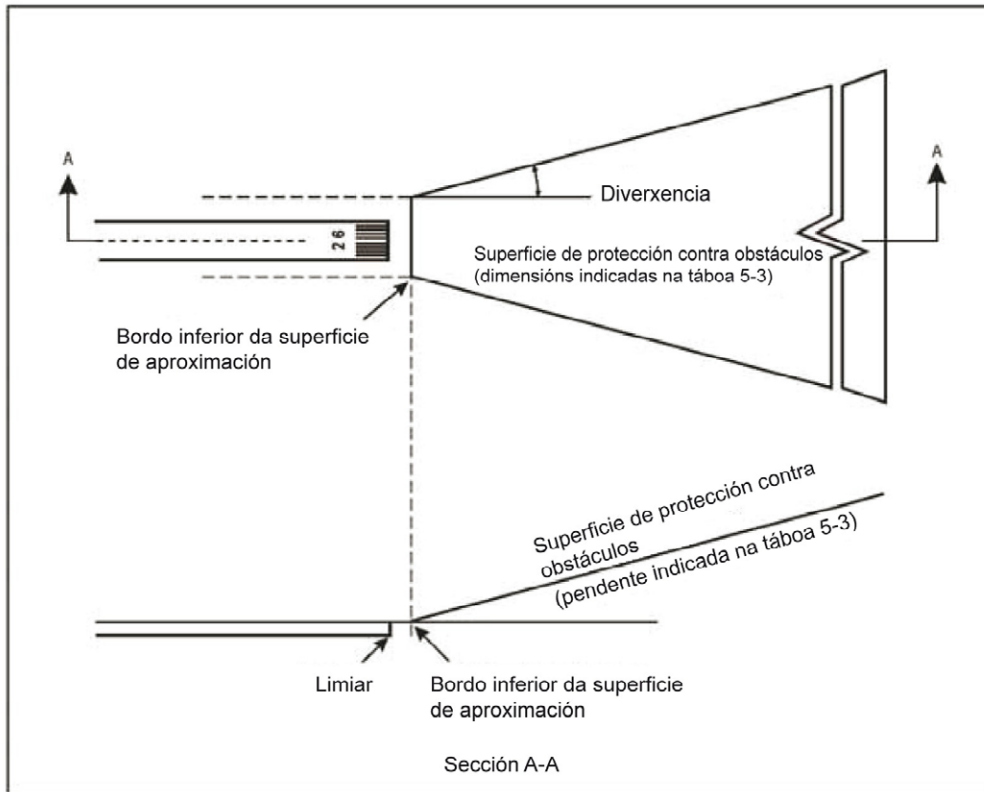 A
A
Diverxencia
26
Superficie de protección contra obstáculos
(dimensións indicadas na táboa 5-3)
Bordo inferior da superficie
de aproximación
Superficie de protección contra
obstáculos
(pendente indicada na táboa 5-3)
Limiar
Bordo inferior da superficie
de aproximación
Sección A-A